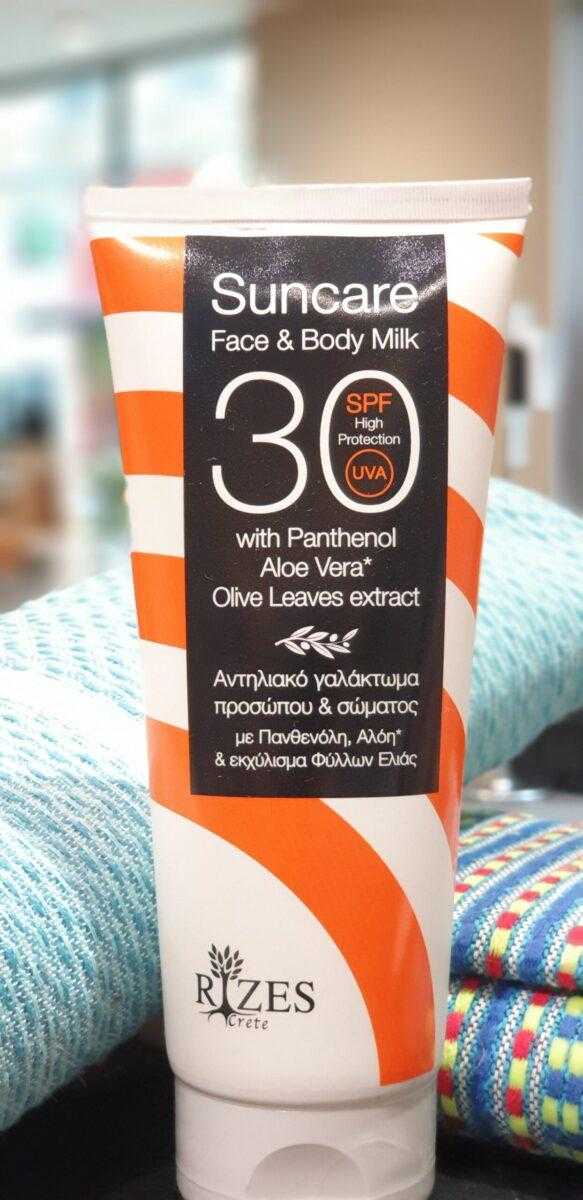 Suncare
Face & Body Milk
30
SPF
High
Protection
UVA
with Panthenol
Aloe Vera*
Olive Leaves extract
Αντηλιακό γαλάκτωμα
προσώπου & σώματος
με Πανθενόλη, Αλόη*
& εκχύλισμα Φύλλων Ελιάς
RIZES
Crete